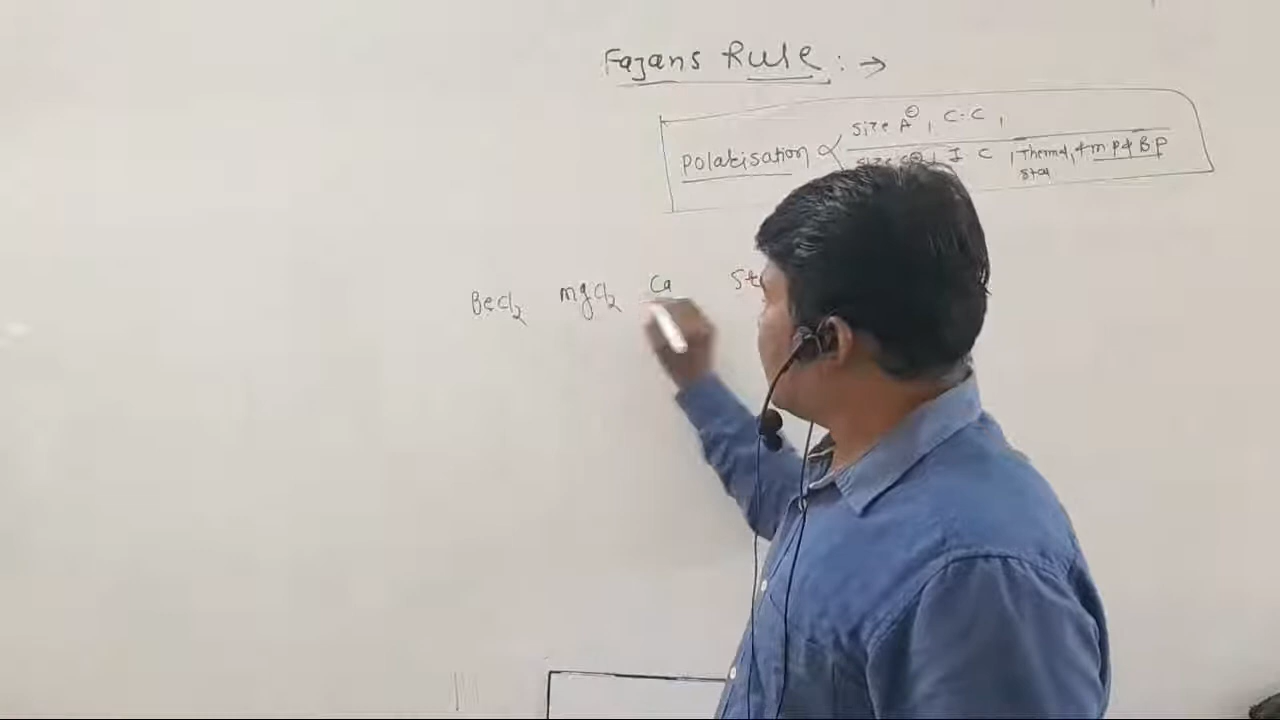 Fajans Rule : →
size A⊖, C.C,
Polarisation ∝
I C, Thermal, + m.p & B.p
BeCl2 mgCl2 Ca